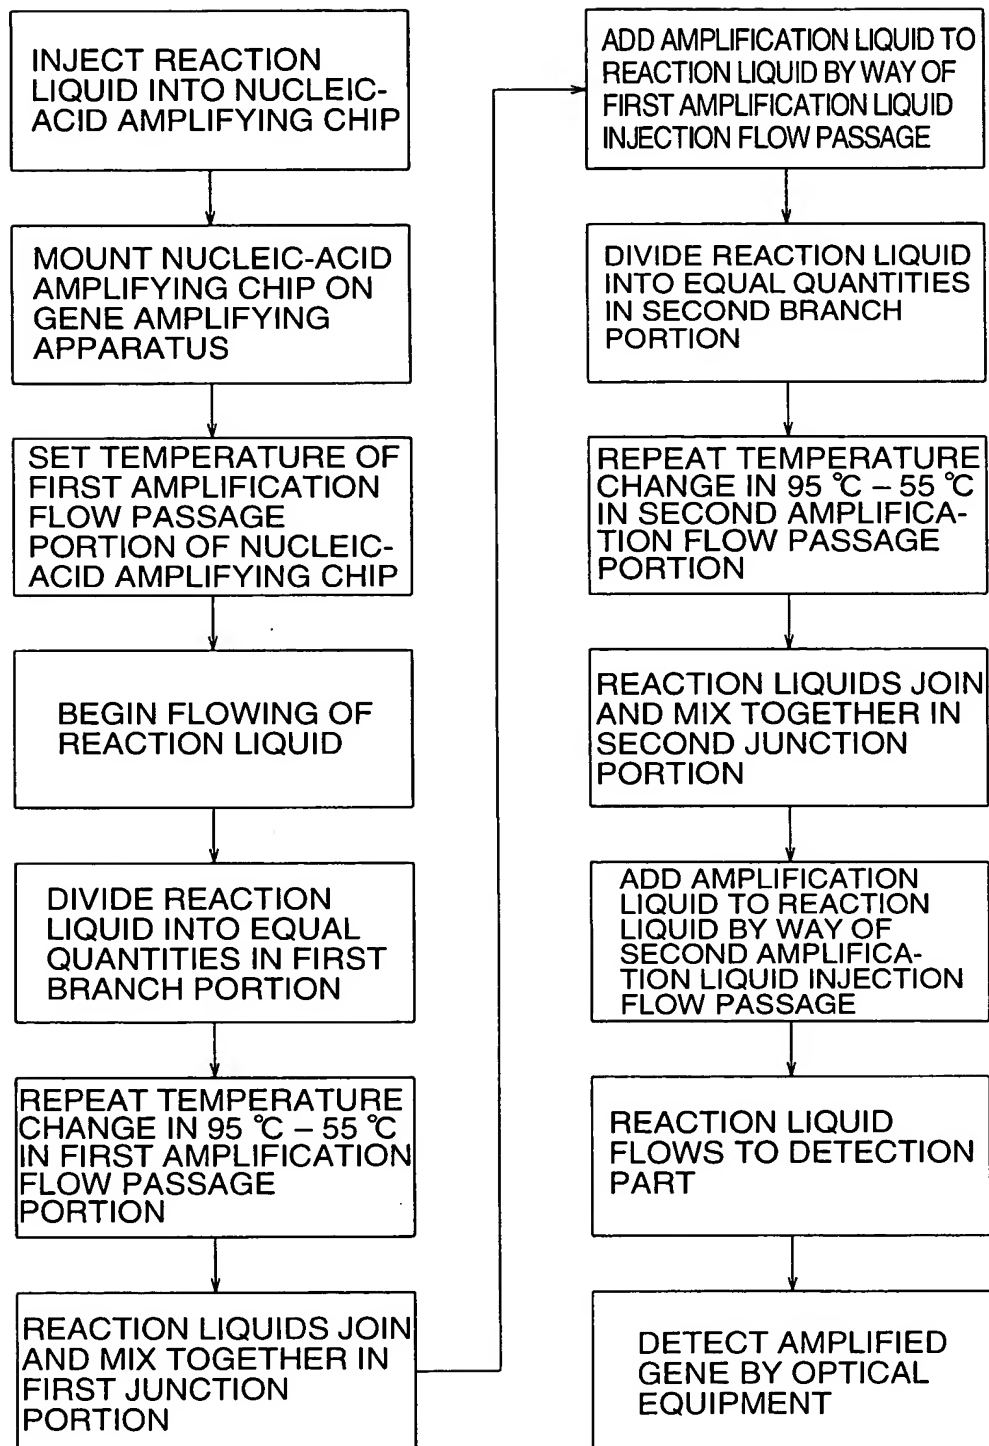 INJECT REACTION
LIQUID INTO NUCLEIC-
ACID AMPLIFYING CHIP
MOUNT NUCLEIC-ACID
AMPLIFYING CHIP ON
GENE AMPLIFYING
APPARATUS
SET TEMPERATURE OF
FIRST AMPLIFICATION
FLOW PASSAGE
PORTION OF NUCLEIC-
ACID AMPLIFYING CHIP
BEGIN FLOWING OF
REACTION LIQUID
DIVIDE REACTION
LIQUID INTO EQUAL
QUANTITIES IN FIRST
BRANCH PORTION
REPEAT TEMPERATURE
CHANGE IN 95 °C – 55 °C
IN FIRST AMPLIFICATION
FLOW PASSAGE
PORTION
REACTION LIQUIDS JOIN
AND MIX TOGETHER IN
FIRST JUNCTION
PORTION
ADD AMPLIFICATION LIQUID TO
REACTION LIQUID BY WAY OF
FIRST AMPLIFICATION LIQUID
INJECTION FLOW PASSAGE
DIVIDE REACTION LIQUID
INTO EQUAL QUANTITIES
IN SECOND BRANCH
PORTION
REPEAT TEMPERATURE
CHANGE IN 95 °C – 55 °C
IN SECOND AMPLIFICA-
TION FLOW PASSAGE
PORTION
REACTION LIQUIDS JOIN
AND MIX TOGETHER IN
SECOND JUNCTION
PORTION
ADD AMPLIFICATION
LIQUID TO REACTION
LIQUID BY WAY OF
SECOND AMPLIFICA-
TION LIQUID INJECTION
FLOW PASSAGE
REACTION LIQUID
FLOWS TO DETECTION
PART
DETECT AMPLIFIED
GENE BY OPTICAL
EQUIPMENT